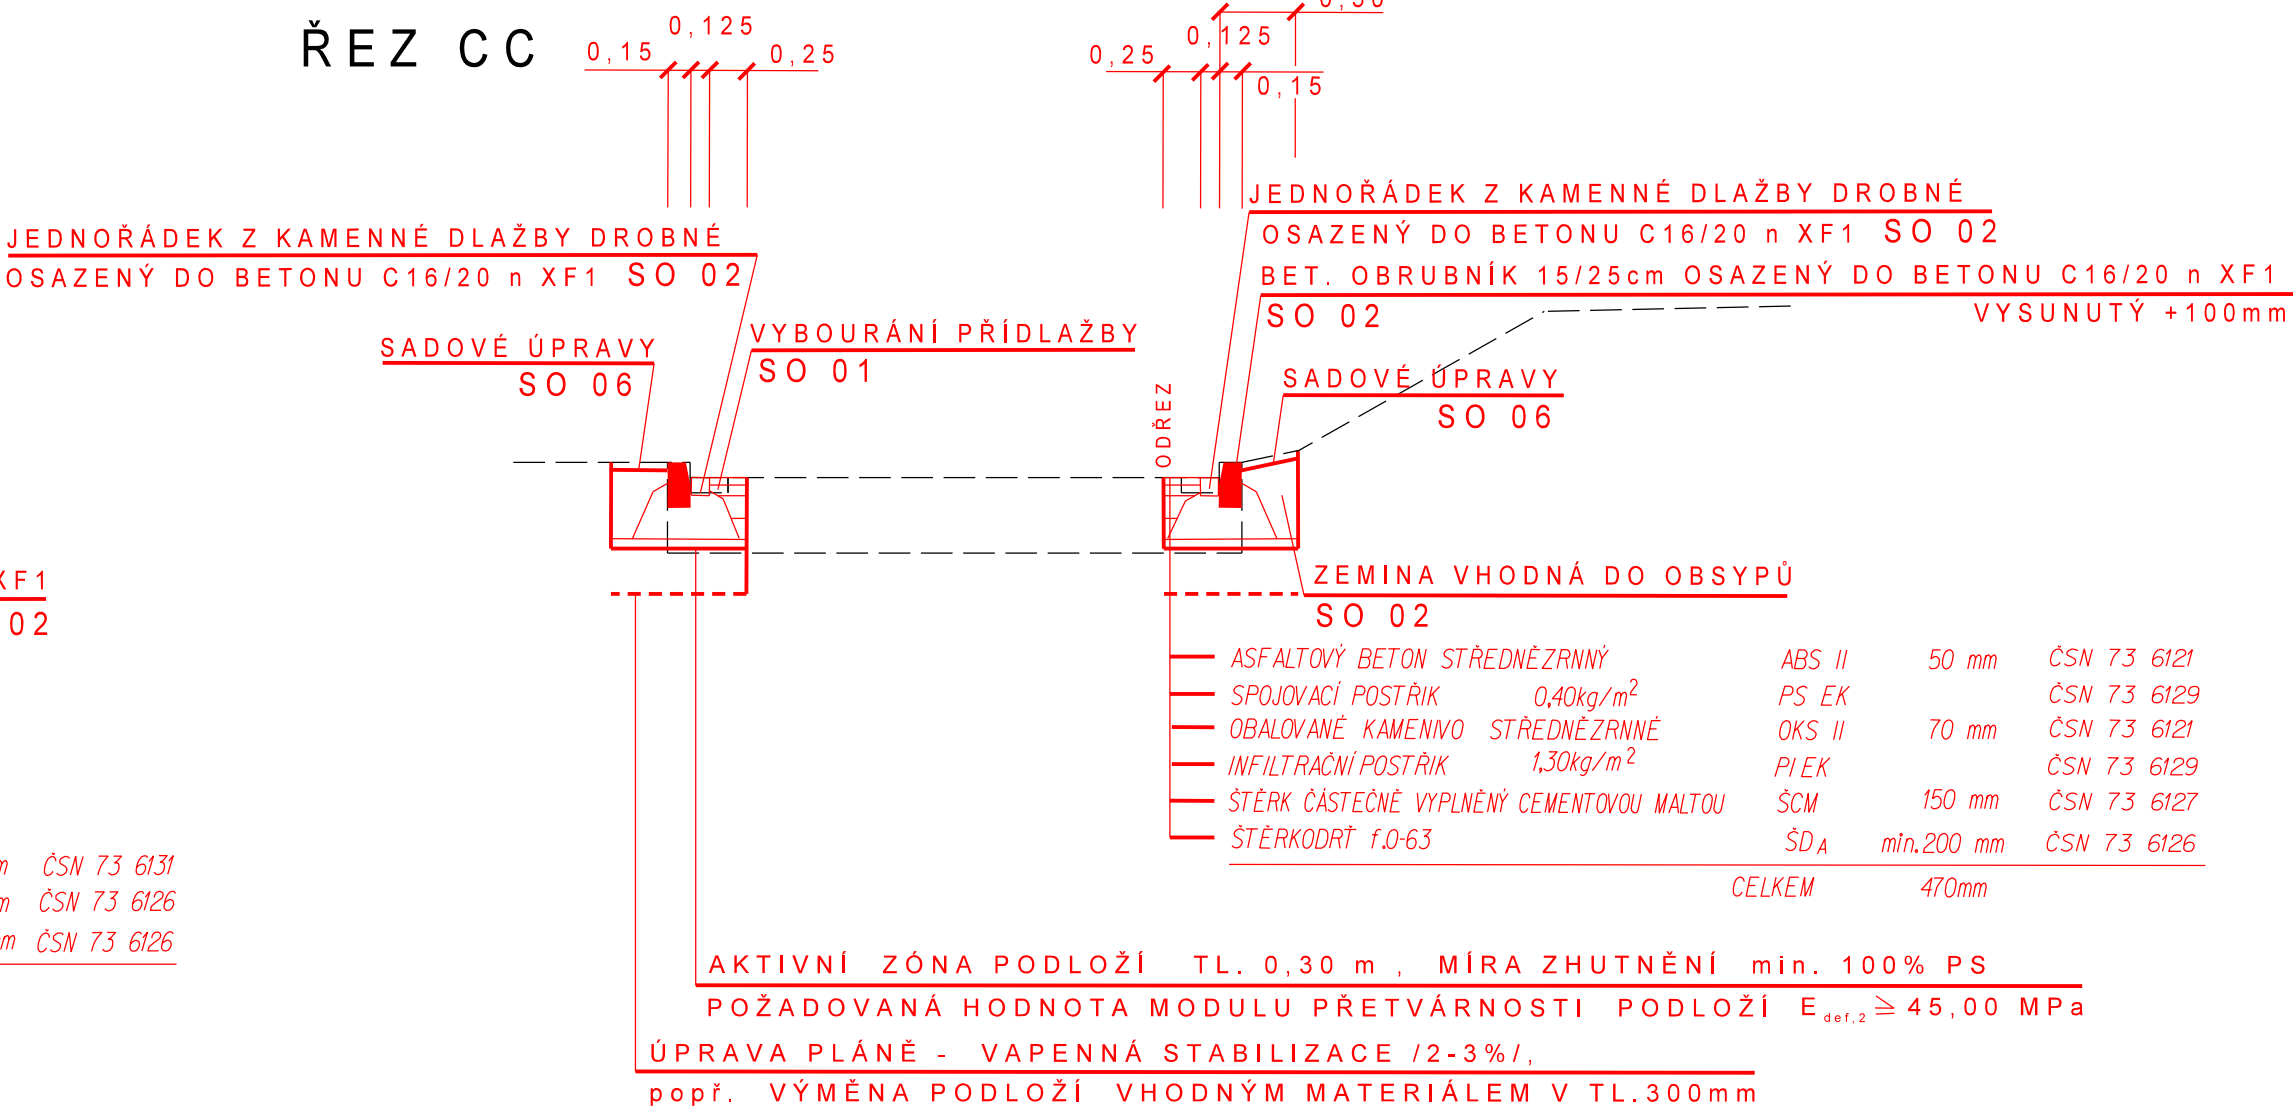 ŘEZ CC
0,15
0,125
0,25
0,25
0,125
0,15
JEDNOŘÁDEK Z KAMENNÉ DLAŽBY DROBNÉ
OSAZENÝ DO BETONU C16/20 n XF1 SO 02
JEDNOŘÁDEK Z KAMENNÉ DLAŽBY DROBNÉ
OSAZENÝ DO BETONU C16/20 n XF1 SO 02
BET. OBRUBNÍK 15/25cm OSAZENÝ DO BETONU C16/20 n XF1
SO 02
VYSUNUTÝ +100mm
SADOVÉ ÚPRAVY
SO 06
VYBOURÁNÍ PŘÍDLAŽBY
SO 01
ODŘEZ
SADOVÉ ÚPRAVY
SO 06
XF1
02
ZEMINA VHODNÁ DO OBSYPŮ
SO 02
ASFALTOVÝ BETON STŘEDNĚZRNNÝ ABS II 50 mm ČSN 73 6121
SPOJOVACÍ POSTŘIK 0,40kg/m² PS EK ČSN 73 6129
OBALOVANÉ KAMENIVO STŘEDNĚZRNNÉ OKS II 70 mm ČSN 73 6121
INFILTRAČNÍ POSTŘIK 1,30kg/m² PI EK ČSN 73 6129
ŠTĚRK ČÁSTEČNĚ VYPLNĚNÝ CEMENTOVOU MALTOU ŠCM 150 mm ČSN 73 6127
ŠTĚRKODRŤ f.0-63 ŠDA min.200 mm ČSN 73 6126
CELKEM 470mm
m ČSN 73 6131
m ČSN 73 6126
m ČSN 73 6126
AKTIVNÍ ZÓNA PODLOŽÍ TL. 0,30 m , MÍRA ZHUTNĚNÍ min. 100% PS
POŽADOVANÁ HODNOTA MODULU PŘETVÁRNOSTI PODLOŽÍ E def,2 ≧ 45,00 MPa
ÚPRAVA PLÁNĚ - VAPENNÁ STABILIZACE /2-3%/,
popř. VÝMĚNA PODLOŽÍ VHODNÝM MATERIÁLEM V TL.300mm